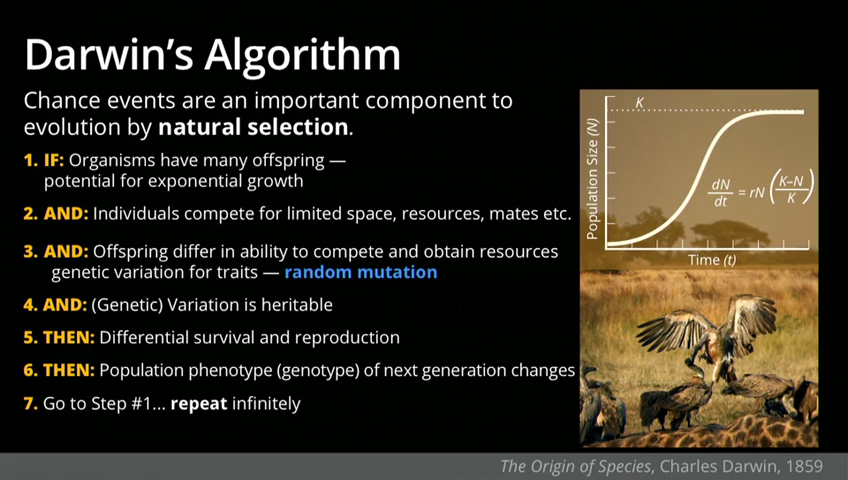 Darwin's Algorithm
Chance events are an important component to
evolution by natural selection.
1. IF: Organisms have many offspring —
potential for exponential growth
2. AND: Individuals compete for limited space, resources, mates etc.
3. AND: Offspring differ in ability to compete and obtain resources
genetic variation for traits — random mutation
4. AND: (Genetic) Variation is heritable
5. THEN: Differential survival and reproduction
6. THEN: Population phenotype (genotype) of next generation changes
7. Go to Step #1... repeat infinitely
K
Population Size (N)
dN/dt = rN (K–N/K)
Time (t)
The Origin of Species, Charles Darwin, 1859